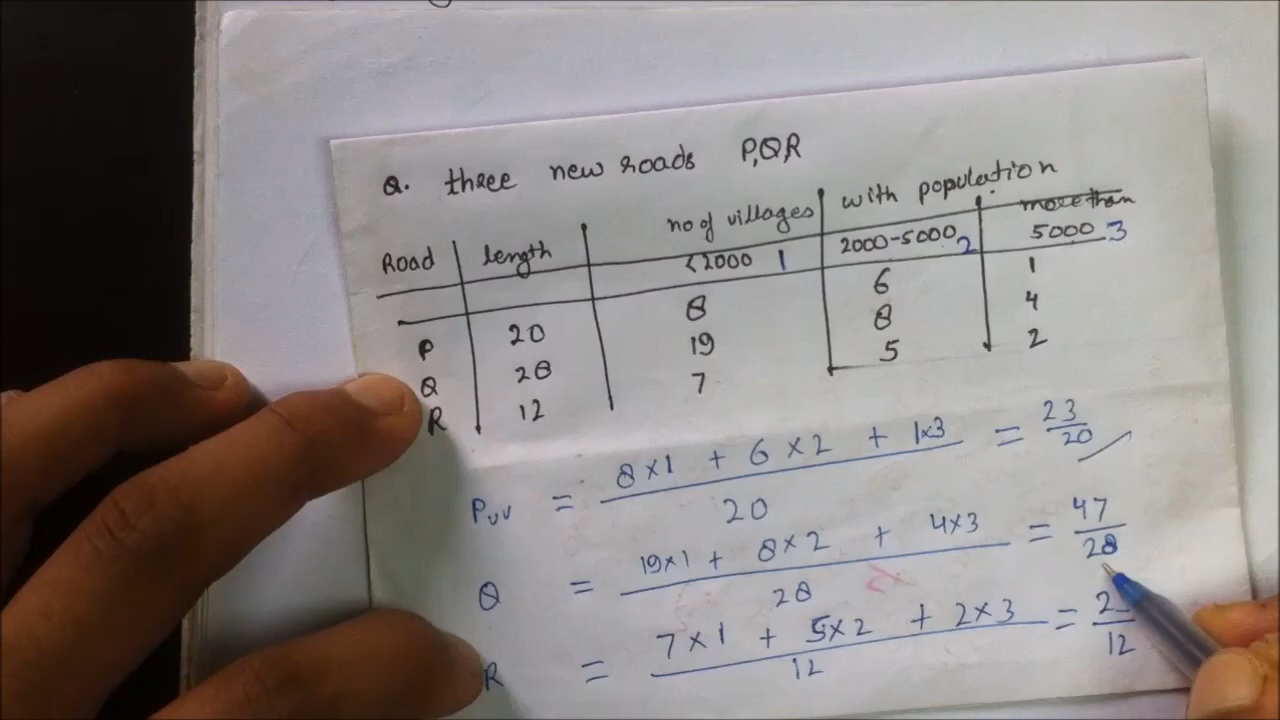 Q. three new roads P,Q,R
Road length no of villages with population
<2000 1 2000-5000 2 more than 5000 3
P 20 8 6 1
Q 28 19 8 4
R 12 7 5 2
Puv = 8×1 + 6×2 + 1×3 / 20 = 23/20
Q = 19×1 + 8×2 + 4×3 / 28 = 47/28
R = 7×1 + 5×2 + 2×3 / 12 = 2 /12